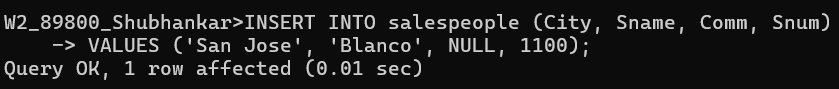 W2_89800_Shubhankar>INSERT INTO salespeople (City, Sname, Comm, Snum)
    -> VALUES ('San Jose', 'Blanco', NULL, 1100);
Query OK, 1 row affected (0.01 sec)